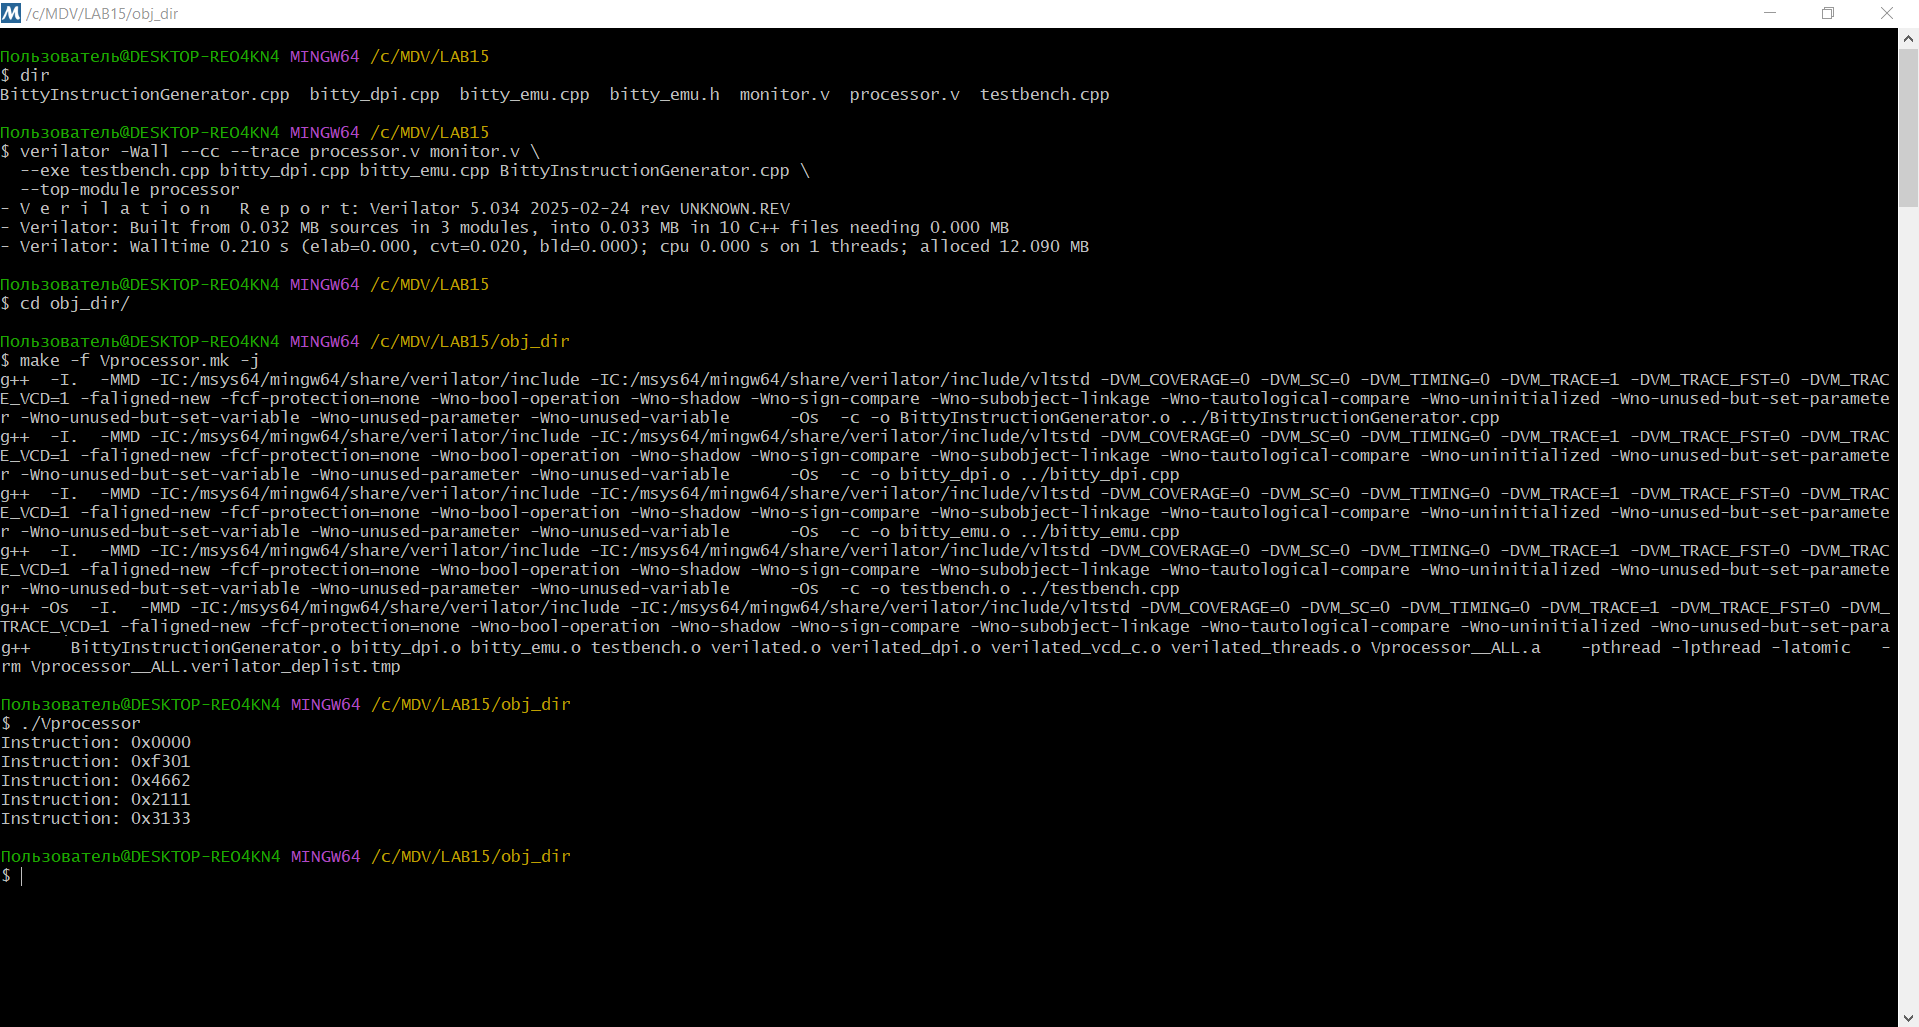 /c/MDV/LAB15/obj_dir
Пользователь@DESKTOP-REO4KN4 MINGW64 /c/MDV/LAB15
$ dir
BittyInstructionGenerator.cpp  bitty_dpi.cpp  bitty_emu.cpp  bitty_emu.h  monitor.v  processor.v  testbench.cpp
Пользователь@DESKTOP-REO4KN4 MINGW64 /c/MDV/LAB15
$ verilator -Wall --cc --trace processor.v monitor.v \
  --exe testbench.cpp bitty_dpi.cpp bitty_emu.cpp BittyInstructionGenerator.cpp \
  --top-module processor
- V e r i l a t i o n   R e p o r t: Verilator 5.034 2025-02-24 rev UNKNOWN.REV
- Verilator: Built from 0.032 MB sources in 3 modules, into 0.033 MB in 10 C++ files needing 0.000 MB
- Verilator: Walltime 0.210 s (elab=0.000, cvt=0.020, bld=0.000); cpu 0.000 s on 1 threads; alloced 12.090 MB
Пользователь@DESKTOP-REO4KN4 MINGW64 /c/MDV/LAB15
$ cd obj_dir/
Пользователь@DESKTOP-REO4KN4 MINGW64 /c/MDV/LAB15/obj_dir
$ make -f Vprocessor.mk -j
g++  -I.  -MMD -IC:/msys64/mingw64/share/verilator/include -IC:/msys64/mingw64/share/verilator/include/vltstd -DVM_COVERAGE=0 -DVM_SC=0 -DVM_TIMING=0 -DVM_TRACE=1 -DVM_TRACE_FST=0 -DVM_TRAC
E_VCD=1 -faligned-new -fcf-protection=none -Wno-bool-operation -Wno-shadow -Wno-sign-compare -Wno-subobject-linkage -Wno-tautological-compare -Wno-uninitialized -Wno-unused-but-set-paramete
r -Wno-unused-but-set-variable -Wno-unused-parameter -Wno-unused-variable      -Os  -c -o BittyInstructionGenerator.o ../BittyInstructionGenerator.cpp
g++  -I.  -MMD -IC:/msys64/mingw64/share/verilator/include -IC:/msys64/mingw64/share/verilator/include/vltstd -DVM_COVERAGE=0 -DVM_SC=0 -DVM_TIMING=0 -DVM_TRACE=1 -DVM_TRACE_FST=0 -DVM_TRAC
E_VCD=1 -faligned-new -fcf-protection=none -Wno-bool-operation -Wno-shadow -Wno-sign-compare -Wno-subobject-linkage -Wno-tautological-compare -Wno-uninitialized -Wno-unused-but-set-paramete
r -Wno-unused-but-set-variable -Wno-unused-parameter -Wno-unused-variable      -Os  -c -o bitty_dpi.o ../bitty_dpi.cpp
g++  -I.  -MMD -IC:/msys64/mingw64/share/verilator/include -IC:/msys64/mingw64/share/verilator/include/vltstd -DVM_COVERAGE=0 -DVM_SC=0 -DVM_TIMING=0 -DVM_TRACE=1 -DVM_TRACE_FST=0 -DVM_TRAC
E_VCD=1 -faligned-new -fcf-protection=none -Wno-bool-operation -Wno-shadow -Wno-sign-compare -Wno-subobject-linkage -Wno-tautological-compare -Wno-uninitialized -Wno-unused-but-set-paramete
r -Wno-unused-but-set-variable -Wno-unused-parameter -Wno-unused-variable      -Os  -c -o bitty_emu.o ../bitty_emu.cpp
g++  -I.  -MMD -IC:/msys64/mingw64/share/verilator/include -IC:/msys64/mingw64/share/verilator/include/vltstd -DVM_COVERAGE=0 -DVM_SC=0 -DVM_TIMING=0 -DVM_TRACE=1 -DVM_TRACE_FST=0 -DVM_TRAC
E_VCD=1 -faligned-new -fcf-protection=none -Wno-bool-operation -Wno-shadow -Wno-sign-compare -Wno-subobject-linkage -Wno-tautological-compare -Wno-uninitialized -Wno-unused-but-set-paramete
r -Wno-unused-but-set-variable -Wno-unused-parameter -Wno-unused-variable      -Os  -c -o testbench.o ../testbench.cpp
g++ -Os  -I.  -MMD -IC:/msys64/mingw64/share/verilator/include -IC:/msys64/mingw64/share/verilator/include/vltstd -DVM_COVERAGE=0 -DVM_SC=0 -DVM_TIMING=0 -DVM_TRACE=1 -DVM_TRACE_FST=0 -DVM_
TRACE_VCD=1 -faligned-new -fcf-protection=none -Wno-bool-operation -Wno-shadow -Wno-sign-compare -Wno-subobject-linkage -Wno-tautological-compare -Wno-uninitialized -Wno-unused-but-set-para
g++    BittyInstructionGenerator.o bitty_dpi.o bitty_emu.o testbench.o verilated.o verilated_dpi.o verilated_vcd_c.o verilated_threads.o Vprocessor__ALL.a    -pthread -lpthread -latomic   -
rm Vprocessor__ALL.verilator_deplist.tmp
Пользователь@DESKTOP-REO4KN4 MINGW64 /c/MDV/LAB15/obj_dir
$ ./Vprocessor
Instruction: 0x0000
Instruction: 0xf301
Instruction: 0x4662
Instruction: 0x2111
Instruction: 0x3133
Пользователь@DESKTOP-REO4KN4 MINGW64 /c/MDV/LAB15/obj_dir
$